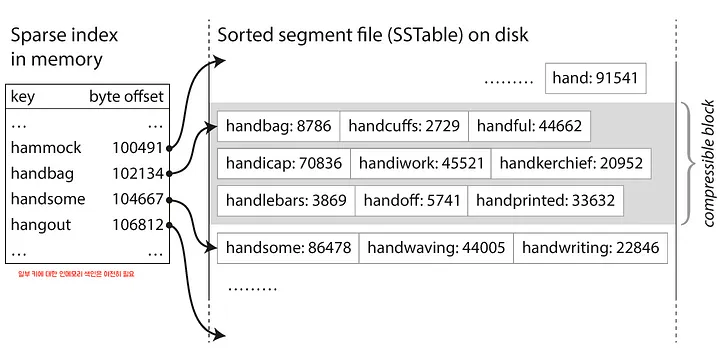 Sparse index
in memory
key byte offset
... ...
hammock 100491
handbag 102134
handsome 104667
hangout 106812
... ...
일부 키에 대한 인메모리 색인은 여전히 필요
Sorted segment file (SSTable) on disk
......... hand: 91541
handbag: 8786 handcuffs: 2729 handful: 44662
handicap: 70836 handiwork: 45521 handkerchief: 20952
handlebars: 3869 handoff: 5741 handprinted: 33632
handsome: 86478 handwaving: 44005 handwriting: 22846
.........
compressible block